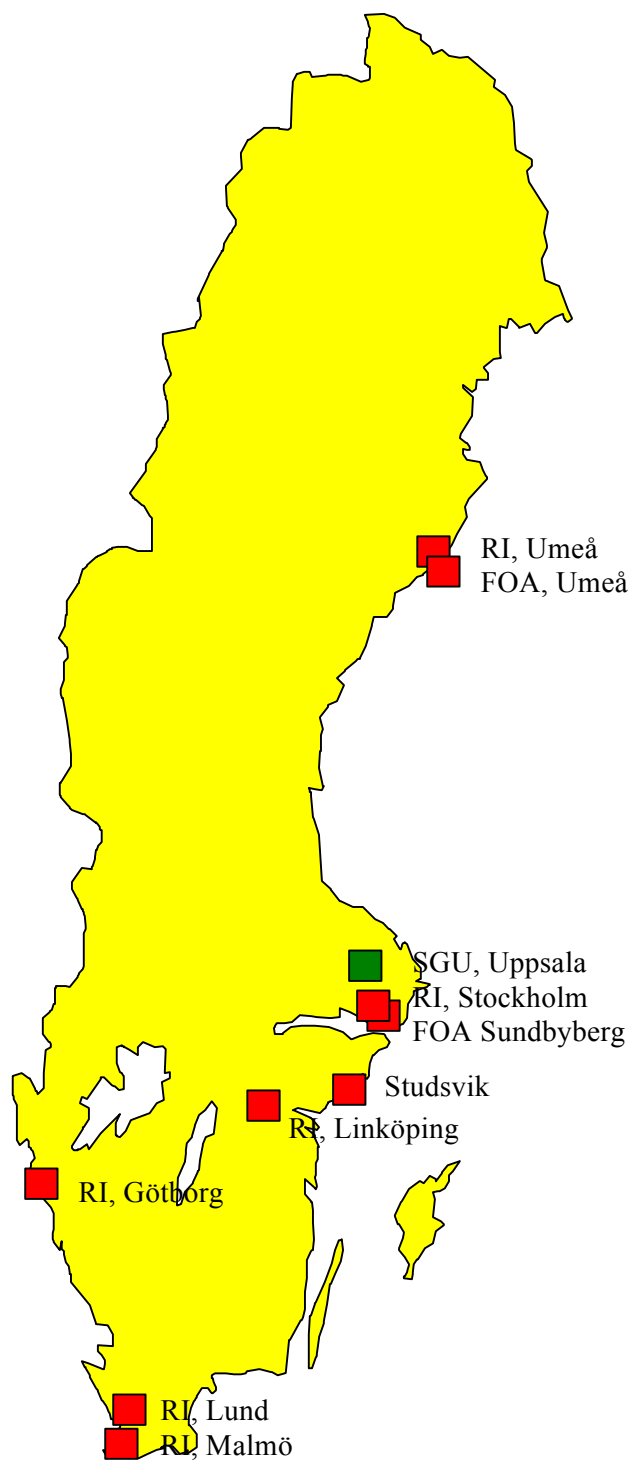 RI, Umeå
FOA, Umeå
SGU, Uppsala
RI, Stockholm
FOA Sundbyberg
Studsvik
RI, Linköping
RI, Götborg
RI, Lund
RI, Malmö